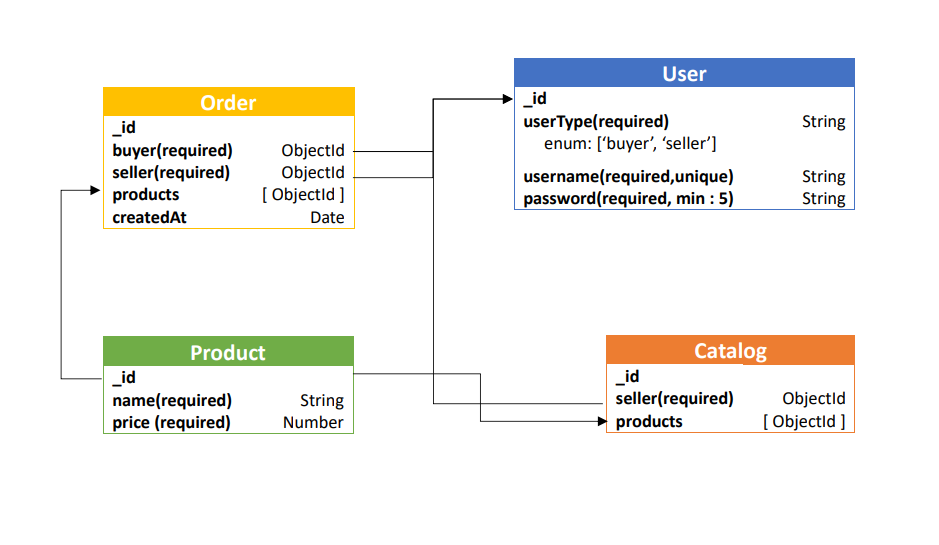 Order
_id
buyer(required) ObjectId
seller(required) ObjectId
products [ ObjectId ]
createdAt Date
User
_id
userType(required) String
enum: [‘buyer’, ‘seller’]
username(required,unique) String
password(required, min : 5) String
Product
_id
name(required) String
price (required) Number
Catalog
_id
seller(required) ObjectId
products [ ObjectId ]